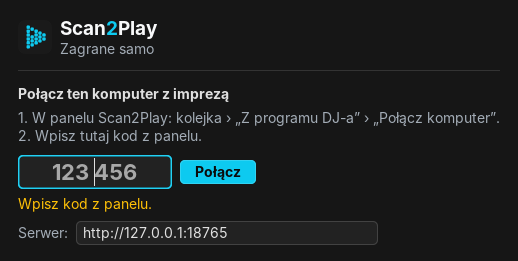 Scan2Play
Zagrane samo
Połącz ten komputer z imprezą
1. W panelu Scan2Play: kolejka › „Z programu DJ-a” › „Połącz komputer”.
2. Wpisz tutaj kod z panelu.
123 456
Połącz
Wpisz kod z panelu.
Serwer: http://127.0.0.1:18765